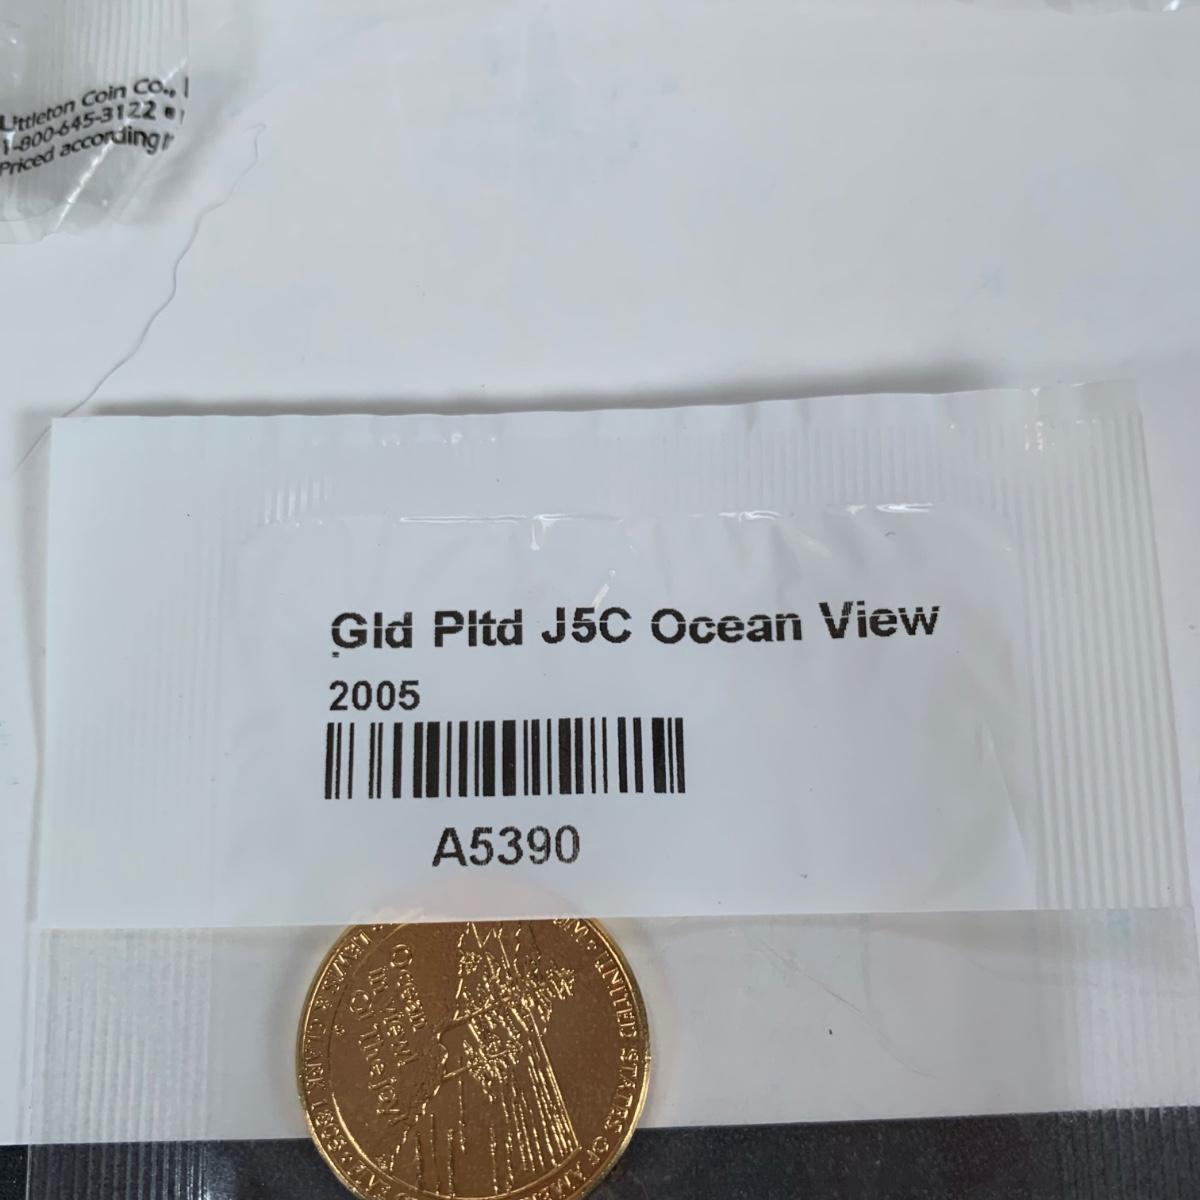 Littleton Coin Co.,
1-800-645-3122
Priced according
Gld Pltd J5C Ocean View
2005
A5390
LEWIS & CLARK
UNITED STATES OF
Ocean
in view!
O! The joy!